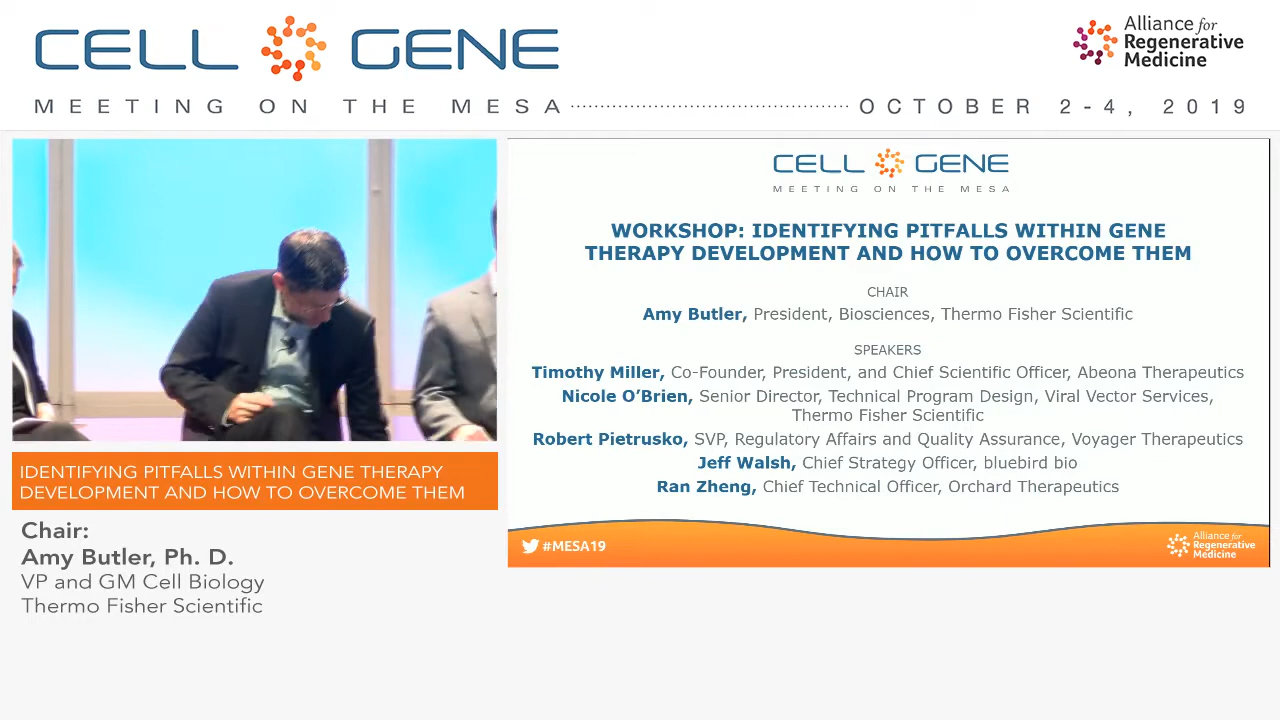 CELL GENE
MEETING ON THE MESA
OCTOBER 2-4, 2019
Alliance for
Regenerative
Medicine
CELL GENE
MEETING ON THE MESA
WORKSHOP: IDENTIFYING PITFALLS WITHIN GENE
THERAPY DEVELOPMENT AND HOW TO OVERCOME THEM
CHAIR
Amy Butler, President, Biosciences, Thermo Fisher Scientific
SPEAKERS
Timothy Miller, Co-Founder, President, and Chief Scientific Officer, Abeona Therapeutics
Nicole O'Brien, Senior Director, Technical Program Design, Viral Vector Services,
Thermo Fisher Scientific
Robert Pietrusko, SVP, Regulatory Affairs and Quality Assurance, Voyager Therapeutics
Jeff Walsh, Chief Strategy Officer, bluebird bio
Ran Zheng, Chief Technical Officer, Orchard Therapeutics
#MESA19
Alliance for
Regenerative
Medicine
IDENTIFYING PITFALLS WITHIN GENE THERAPY
DEVELOPMENT AND HOW TO OVERCOME THEM
Chair:
Amy Butler, Ph. D.
VP and GM Cell Biology
Thermo Fisher Scientific